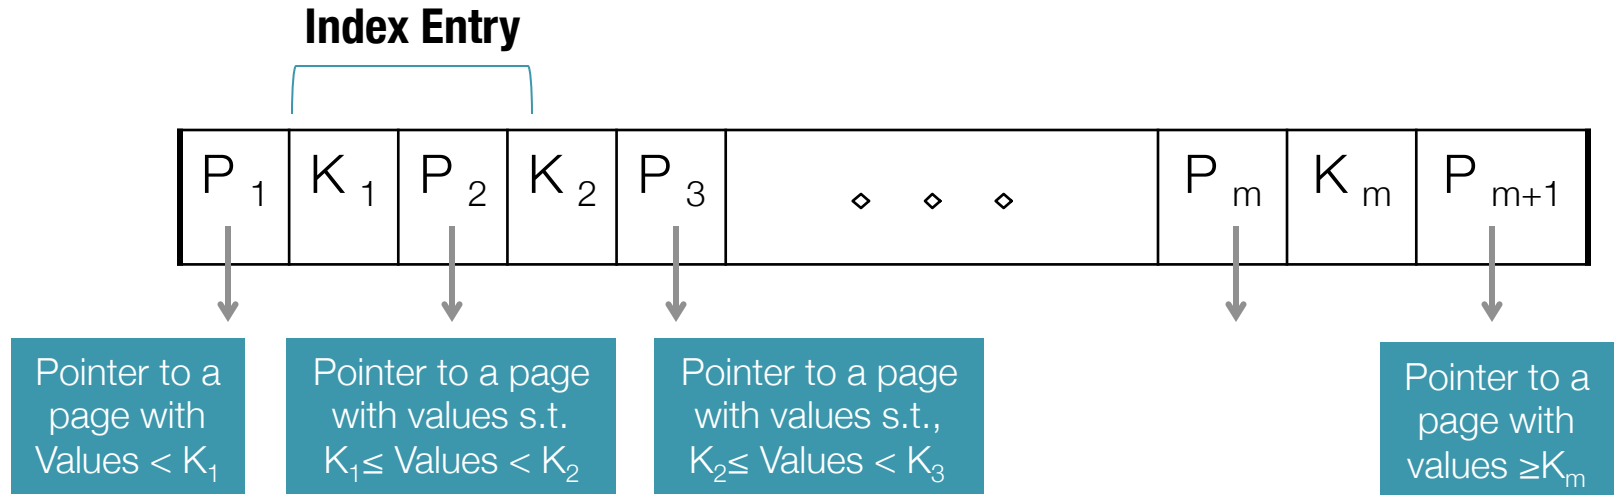 Index Entry
P 1 K 1 P 2 K 2 P 3 P m K m P m+1
Pointer to a
page with
Values < K1
Pointer to a page
with values s.t.
K1≤ Values < K2
Pointer to a page
with values s.t.,
K2≤ Values < K3
Pointer to a
page with
values ≥Km